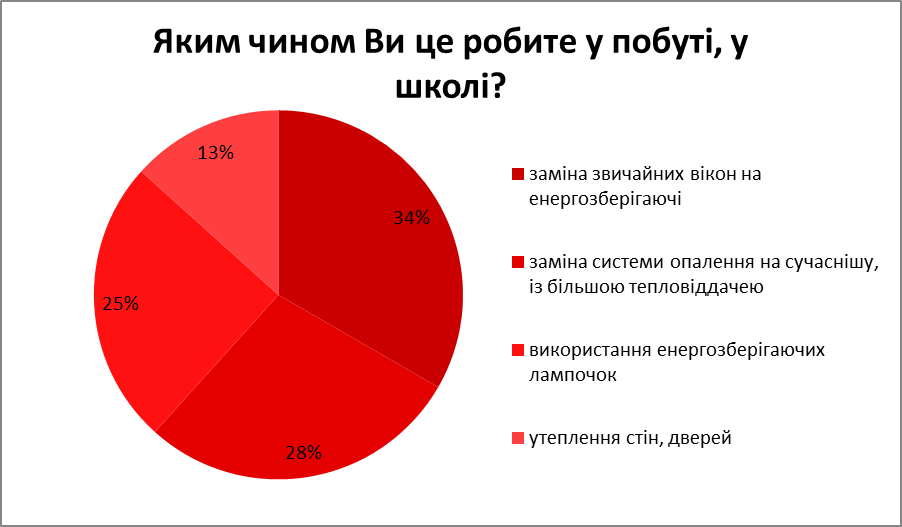 Яким чином Ви це робите у побуті, у
школі?
13%
34%
25%
28%
заміна звичайних вікон на
енергозберігаючі
заміна системи опалення на сучаснішу,
із більшою тепловіддачею
використання енергозберігаючих
лампочок
утеплення стін, дверей